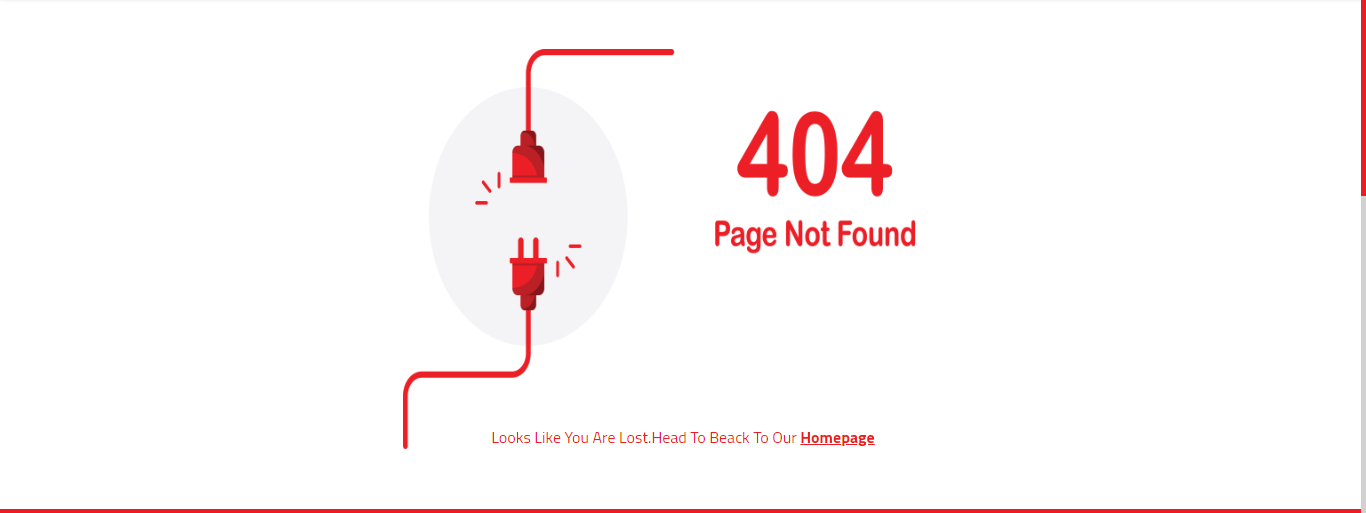 404
Page Not Found
Looks Like You Are Lost.Head To Beack To Our Homepage